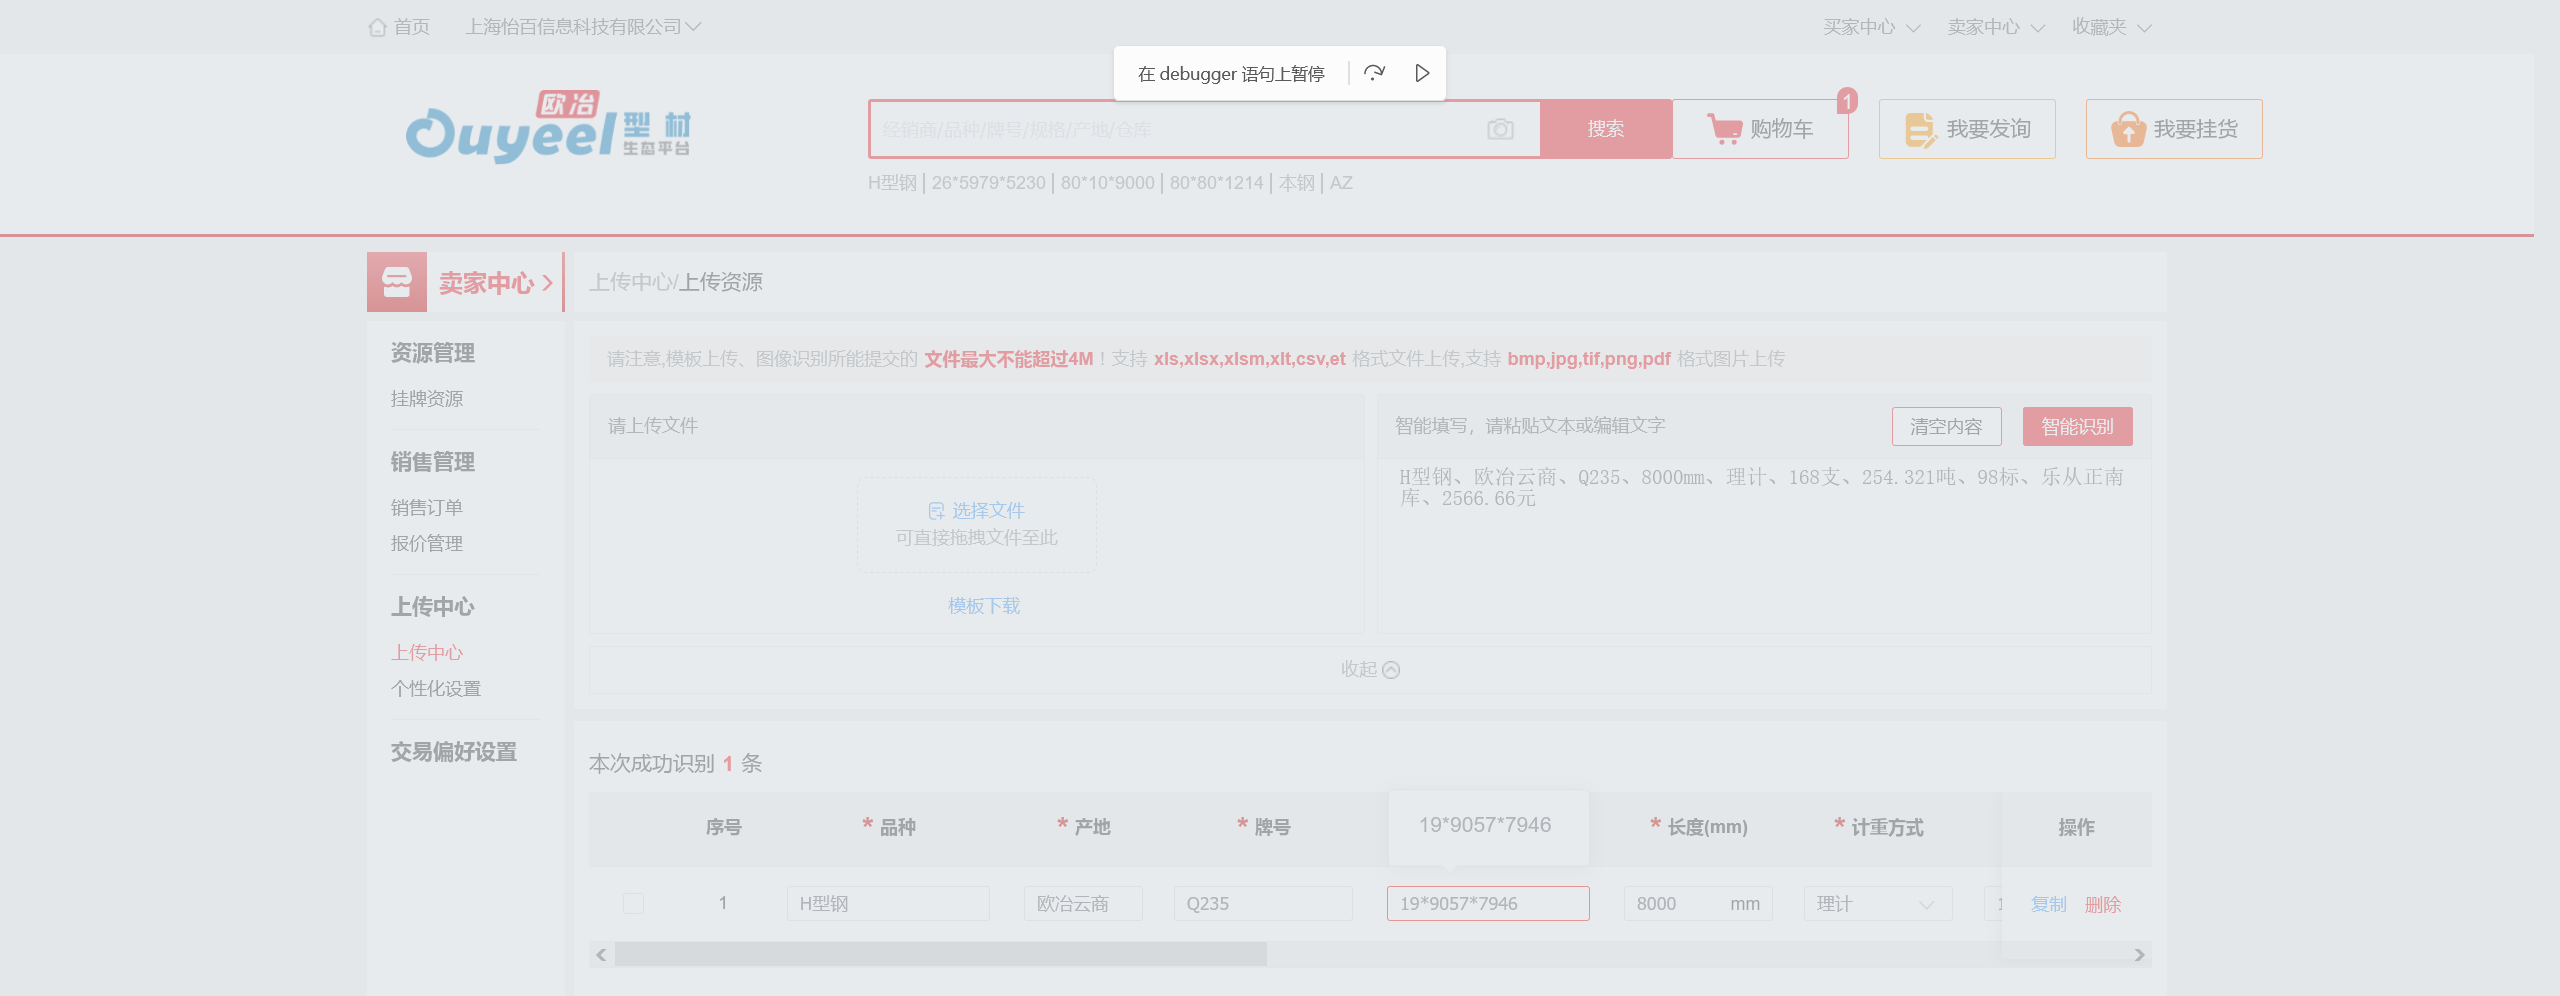 首页 上海怡百信息科技有限公司 买家中心 卖家中心 收藏夹
在 debugger 语句上暂停
Ouyeel 欧冶 型材 生态平台
经销商/品种/牌号/规格/产地/仓库 搜索 购物车 1 我要发询 我要挂货
H型钢 | 26*5979*5230 | 80*10*9000 | 80*80*1214 | 本钢 | AZ
卖家中心 上传中心/上传资源
资源管理
挂牌资源
销售管理
销售订单
报价管理
上传中心
上传中心
个性化设置
交易偏好设置
请注意,模板上传、图像识别所能提交的 文件最大不能超过4M！支持 xls,xlsx,xlsm,xlt,csv,et 格式文件上传,支持 bmp,jpg,tif,png,pdf 格式图片上传
请上传文件
选择文件
可直接拖拽文件至此
模板下载
智能填写，请粘贴文本或编辑文字 清空内容 智能识别
H型钢、欧冶云商、Q235、8000mm、理计、168支、254.321吨、98标、乐从正南
库、2566.66元
收起
本次成功识别 1 条
序号 * 品种 * 产地 * 牌号 19*9057*7946 * 长度(mm) * 计重方式 操作
1 H型钢 欧冶云商 Q235 19*9057*7946 8000 mm 理计 复制 删除